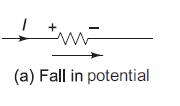 I + −
(a) Fall in potential